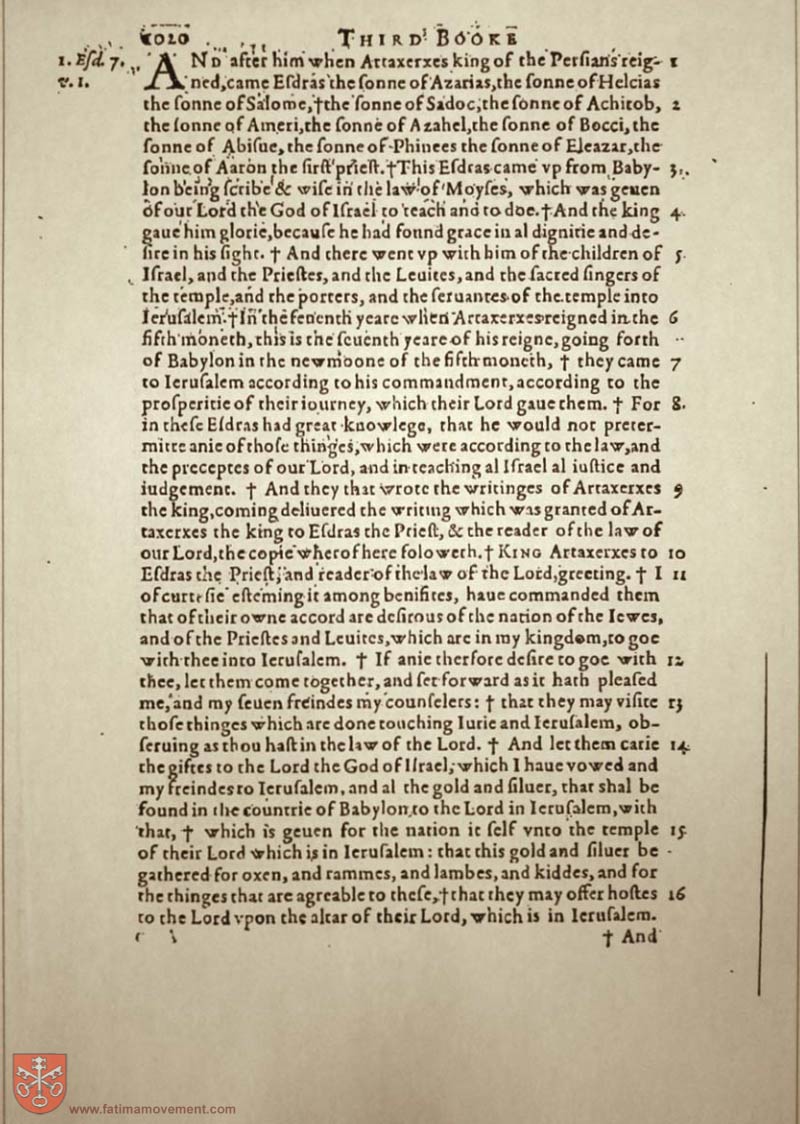 1010 THIRD BOOKE
1. Eſd. 7. AND after him when Artaxerxes king of the Perſians reig- 1
v. 1. ned, came Eſdras the ſonne of Azarias, the ſonne of Helcias
the ſonne of Salome, † the ſonne of Sadoc, the ſonne of Achitob, 2
the ſonne of Ameri, the ſonne of Azahel, the ſonne of Bocci, the
ſonne of Abiſue, the ſonne of Phinees the ſonne of Eleazar, the
ſonne of Aaron the firſt prieſt. † This Eſdras came vp from Baby- 3.
lon being ſcribe & wiſe in the law of Moyſes, which was geuen
of our Lord the God of Iſrael to teach and to doe. † And the king 4.
gaue him glorie, becauſe he had found grace in al dignitie and de-
ſire in his ſight. † And there went vp with him of the children of 5
Iſrael, and the Prieſtes, and the Leuites, and the ſacred ſingers of
the temple, and the porters, and the ſeruantes of the temple into
Ieruſalem. † In the ſeuenth yeare when Artaxerxes reigned in the 6
fifth moneth, this is the ſeuenth yeare of his reigne, going forth
of Babylon in the newmoone of the fifth moneth, † they came 7
to Ieruſalem according to his commandment, according to the
proſperitie of their iourney, which their Lord gaue them. † For 8.
in theſe Eſdras had great knowlege, that he would not preter-
mitte anie of thoſe thinges, which were according to the law, and
the preceptes of our Lord, and in teaching al Iſrael al iuſtice and
iudgement. † And they that wrote the writinges of Artaxerxes 9
the king, coming deliuered the writing which was granted of Ar-
taxerxes the king to Eſdras the Prieſt, & the reader of the law of
our Lord, the copie wherof here foloweth. † KING Artaxerxes to 10
Eſdras the Prieſt, and reader of the law of the Lord, greeting. † I 11
of curteſie eſteming it among benifites, haue commanded them
that of their owne accord are deſirous of the nation of the Iewes,
and of the Prieſtes and Leuites, which are in my kingdom, to goe
with thee into Ieruſalem. † If anie therfore deſire to goe with 12
thee, let them come together, and ſet forward as it hath pleaſed
me, and my ſeuen freindes my counſelers: † that they may viſite 13
thoſe thinges which are done touching Iurie and Ieruſalem, ob-
ſeruing as thou haſt in the law of the Lord. † And let them carie 14.
the giftes to the Lord the God of Iſrael, which I haue vowed and
my freindes to Ieruſalem, and al the gold and ſiluer, that shal be
found in the countrie of Babylon to the Lord in Ieruſalem, with
that, † which is geuen for the nation it ſelf vnto the temple 15
of their Lord which is in Ieruſalem: that this gold and ſiluer be
gathered for oxen, and rammes, and lambes, and kiddes, and for
the thinges that are agreable to theſe, † that they may offer hoſtes 16
to the Lord vpon the altar of their Lord, which is in Ieruſalem.
† And
www.fatimamovement.com